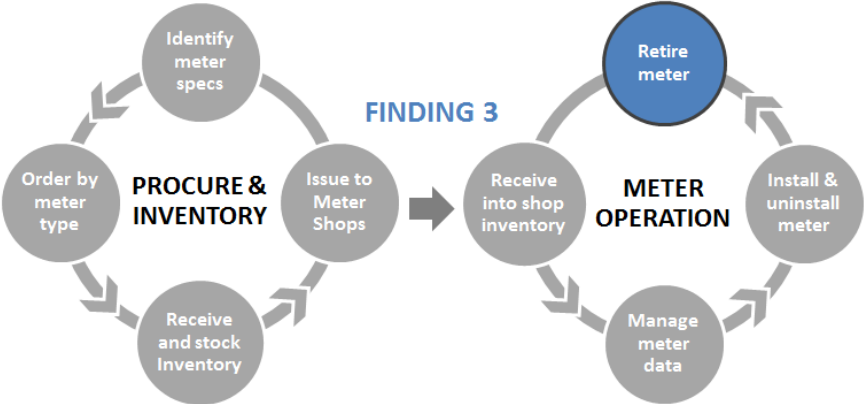 Identify
meter
specs
Order by
meter
type
PROCURE &
INVENTORY
Issue to
Meter
Shops
Receive
and stock
Inventory
FINDING 3
Retire
meter
Receive
into shop
inventory
METER
OPERATION
Install &
uninstall
meter
Manage
meter
data